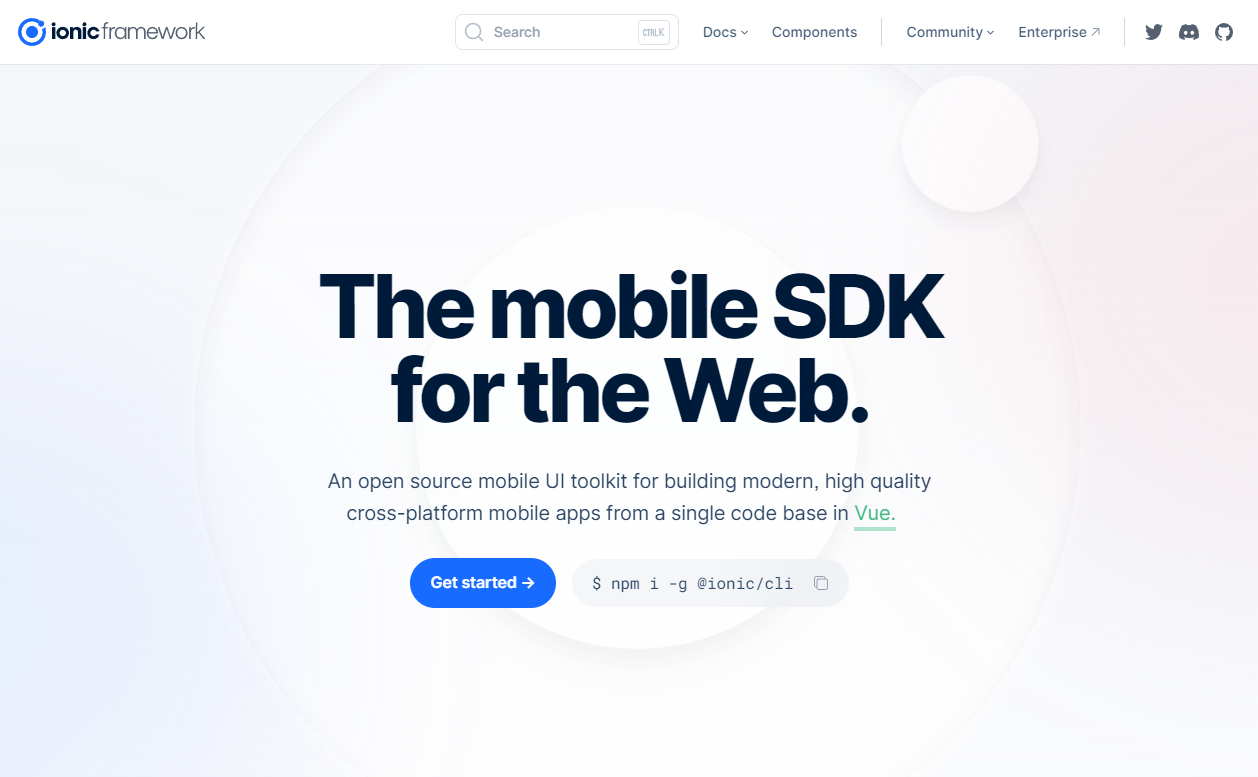 ionic framework
Search
CTRL K
Docs
Components
Community
Enterprise
The mobile SDK
for the Web.
An open source mobile UI toolkit for building modern, high quality
cross-platform mobile apps from a single code base in Vue.
Get started →
$ npm i -g @ionic/cli